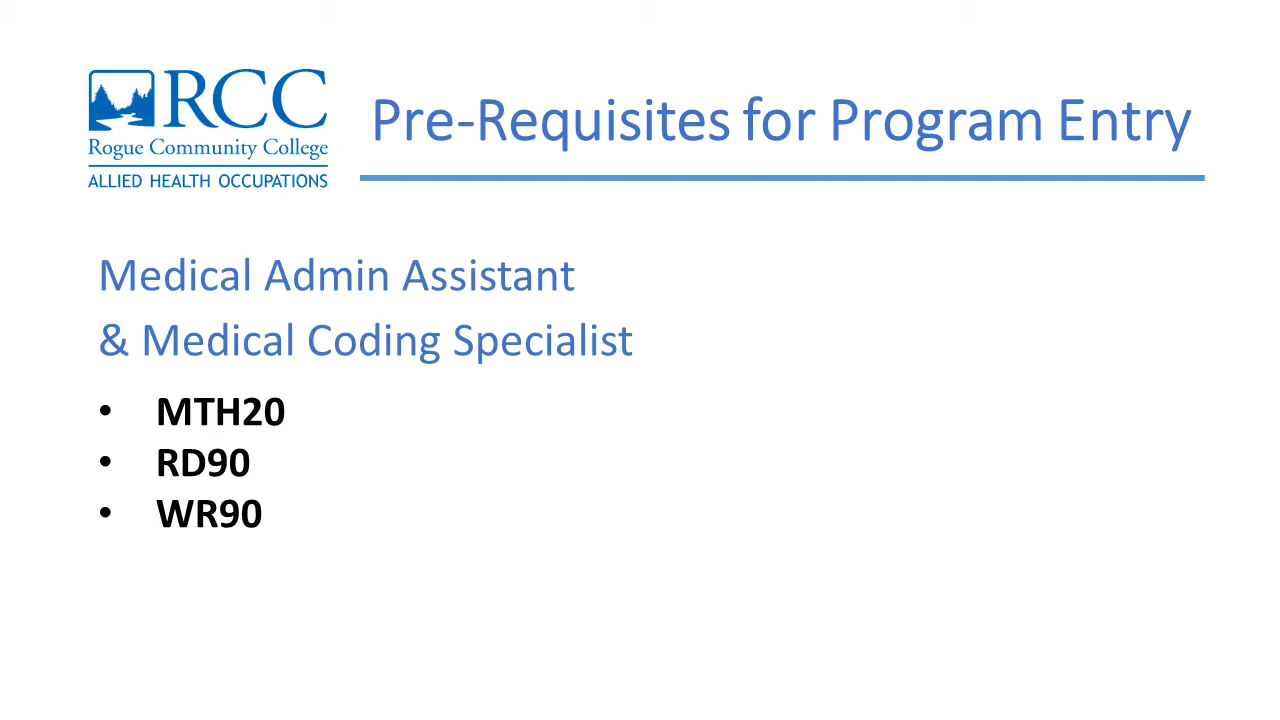 RCC
Rogue Community College
ALLIED HEALTH OCCUPATIONS
Pre-Requisites for Program Entry
Medical Admin Assistant
& Medical Coding Specialist
• MTH20
• RD90
• WR90